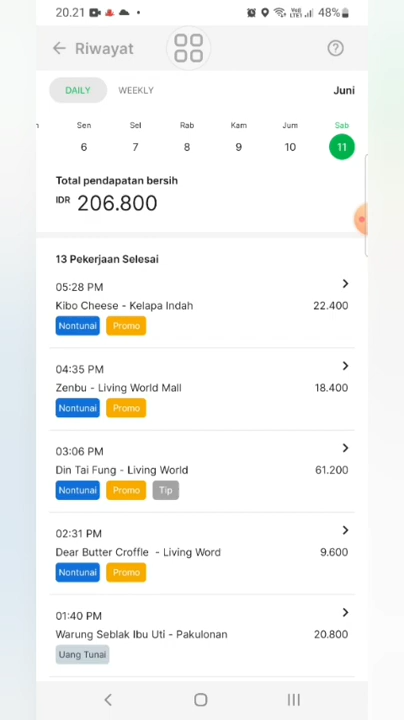 20.21
48%
Riwayat
DAILY
WEEKLY
Juni
Sen
Sel
Rab
Kam
Jum
Sab
6
7
8
9
10
11
Total pendapatan bersih
IDR 206.800
13 Pekerjaan Selesai
05:28 PM
Kibo Cheese - Kelapa Indah
22.400
Nontunai
Promo
04:35 PM
Zenbu - Living World Mall
18.400
Nontunai
Promo
03:06 PM
Din Tai Fung - Living World
61.200
Nontunai
Promo
Tip
02:31 PM
Dear Butter Croffle - Living Word
9.600
Nontunai
Promo
01:40 PM
Warung Seblak Ibu Uti - Pakulonan
20.800
Uang Tunai